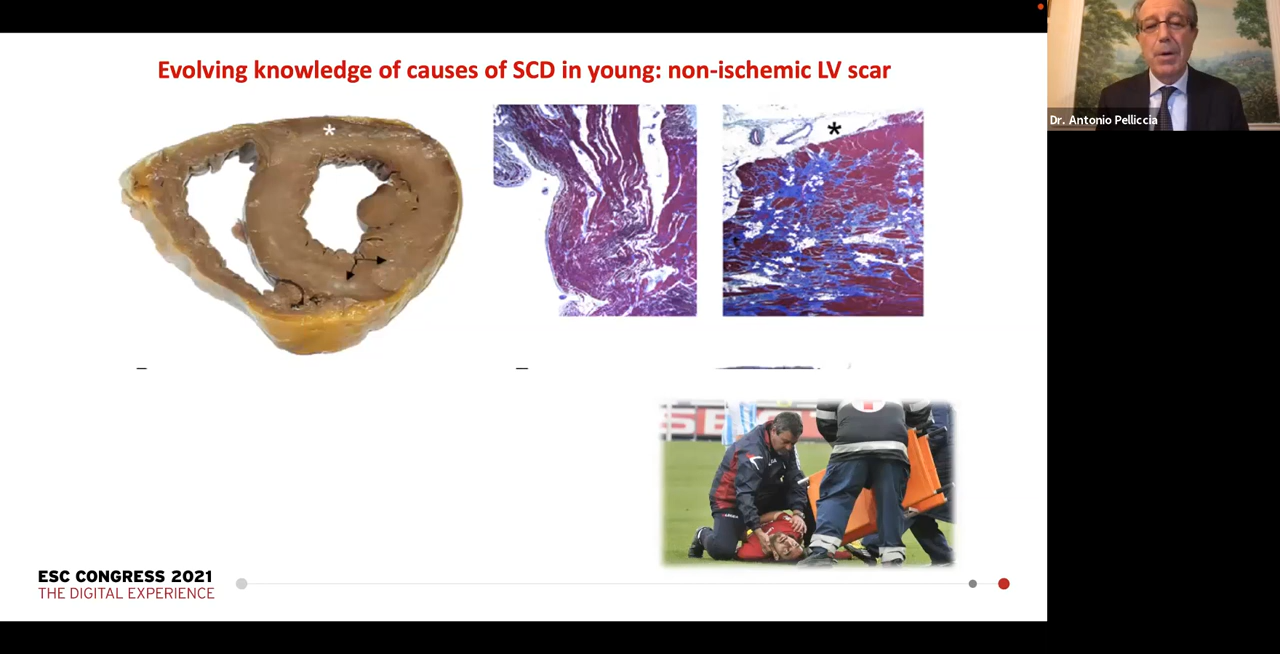 Evolving knowledge of causes of SCD in young: non-ischemic LV scar
Dr. Antonio Pelliccia
*
*
ESC CONGRESS 2021
THE DIGITAL EXPERIENCE